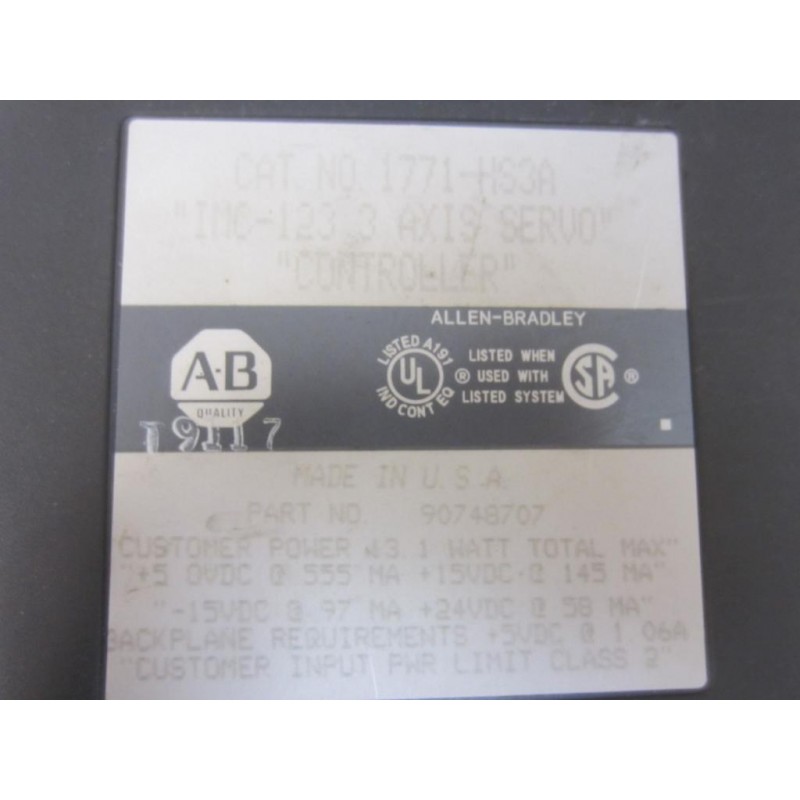 CAT. NO. 1771-HS3A
"IMC-123 3 AXIS SERVO"
"CONTROLLER"
ALLEN-BRADLEY
A-B
QUALITY
LISTED A191
UL
IND CONT EQ
®
LISTED WHEN
USED WITH
LISTED SYSTEM
SA ®
MADE IN U.S.A.
PART NO. 90748707
"CUSTOMER POWER 1 WATT TOTAL MAX"
"+5.0VDC @ 555 MA +15VDC @ 145 MA"
"-15VDC @ 97 MA +24VDC @ 58 MA"
BACKPLANE REQUIREMENTS +5VDC @ 1.06A
"CUSTOMER INPUT PWR LIMIT CLASS 2"